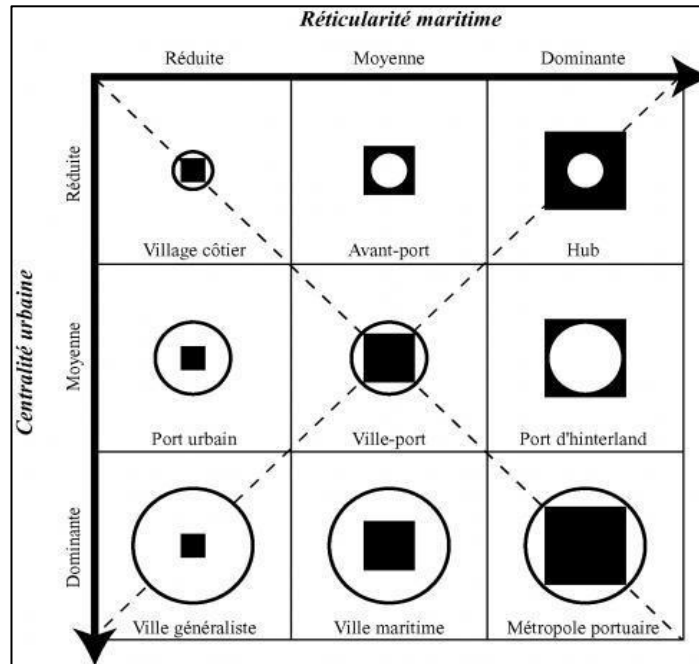 Réticularité maritime
Réduite Moyenne Dominante
Centralité urbaine
Réduite
Village côtier Avant-port Hub
Moyenne
Port urbain Ville-port Port d'hinterland
Dominante
Ville généraliste Ville maritime Métropole portuaire